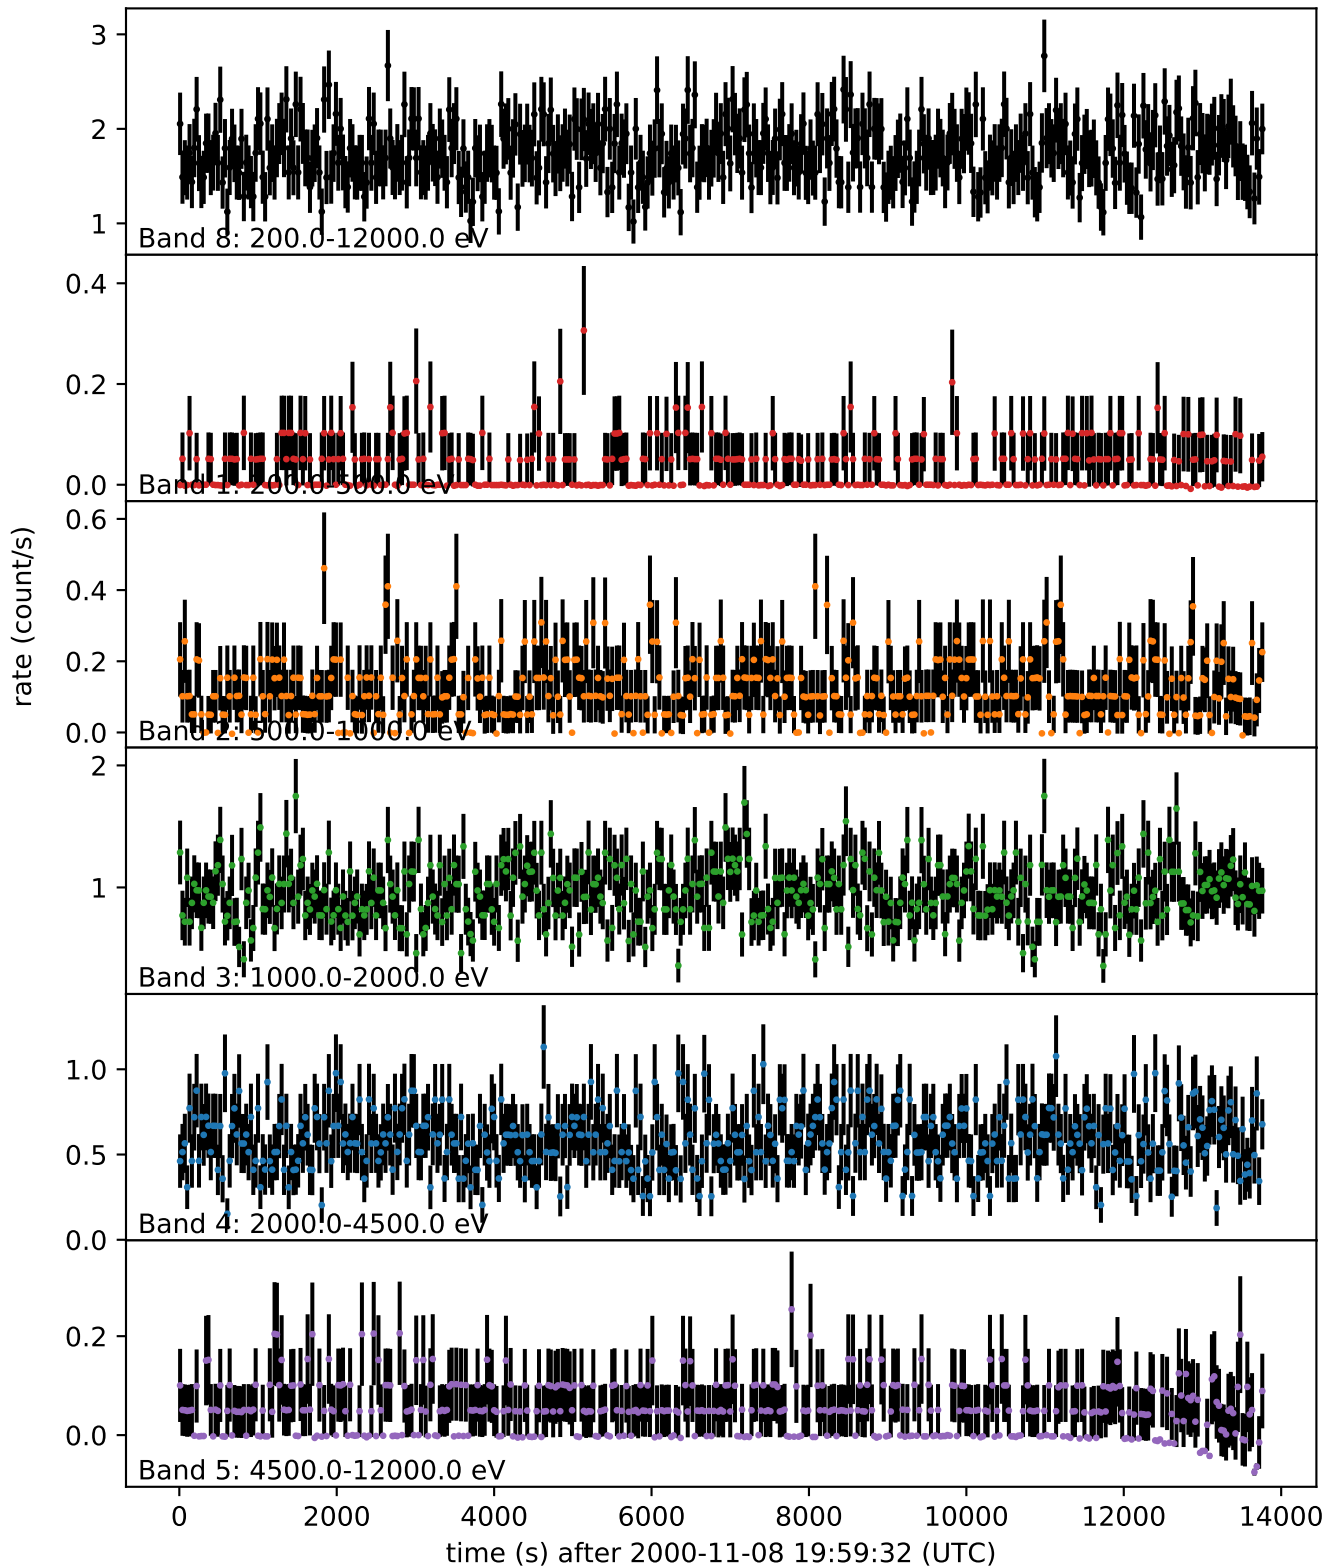 3
2
1
Band 8: 200.0-12000.0 eV
0.4
0.2
0.0
Band 1: 200.0-500.0 eV
0.6
0.4
0.2
0.0
Band 2: 500.0-1000.0 eV
rate (count/s)
2
1
Band 3: 1000.0-2000.0 eV
1.0
0.5
0.0
Band 4: 2000.0-4500.0 eV
0.2
0.0
Band 5: 4500.0-12000.0 eV
0 2000 4000 6000 8000 10000 12000 14000
time (s) after 2000-11-08 19:59:32 (UTC)